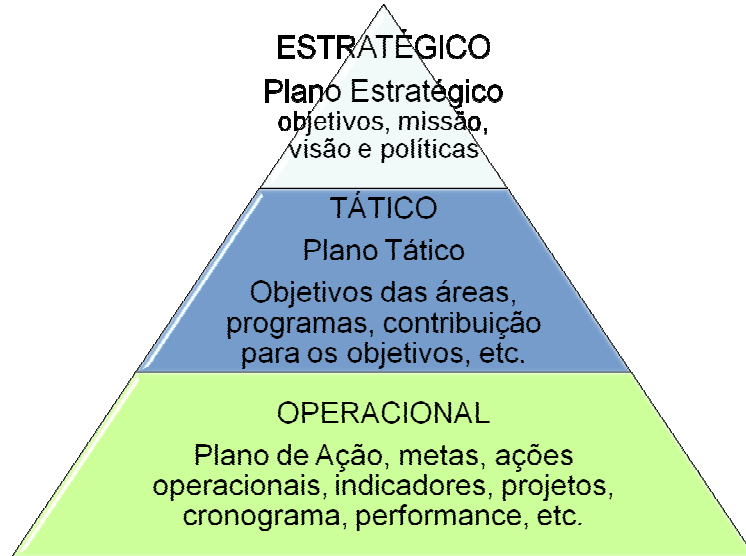 ESTRATÉGICO
Plano Estratégico
objetivos, missão,
visão e políticas
TÁTICO
Plano Tático
Objetivos das áreas,
programas, contribuição
para os objetivos, etc.
OPERACIONAL
Plano de Ação, metas, ações
operacionais, indicadores, projetos,
cronograma, performance, etc.